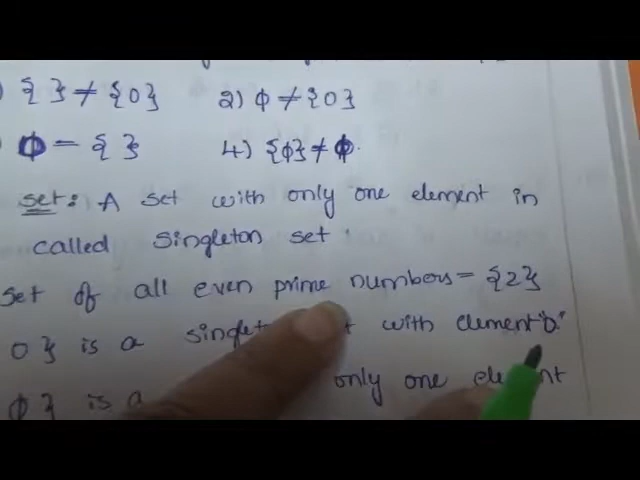 ) { } ≠ {0} 2) ϕ ≠ {0}
) ϕ = { } 4) {ϕ} ≠ ϕ.
set: A set with only one element in
called singleton set.
set of all even prime numbers = {2}
0} is a with element "0."
ϕ} is a only one element